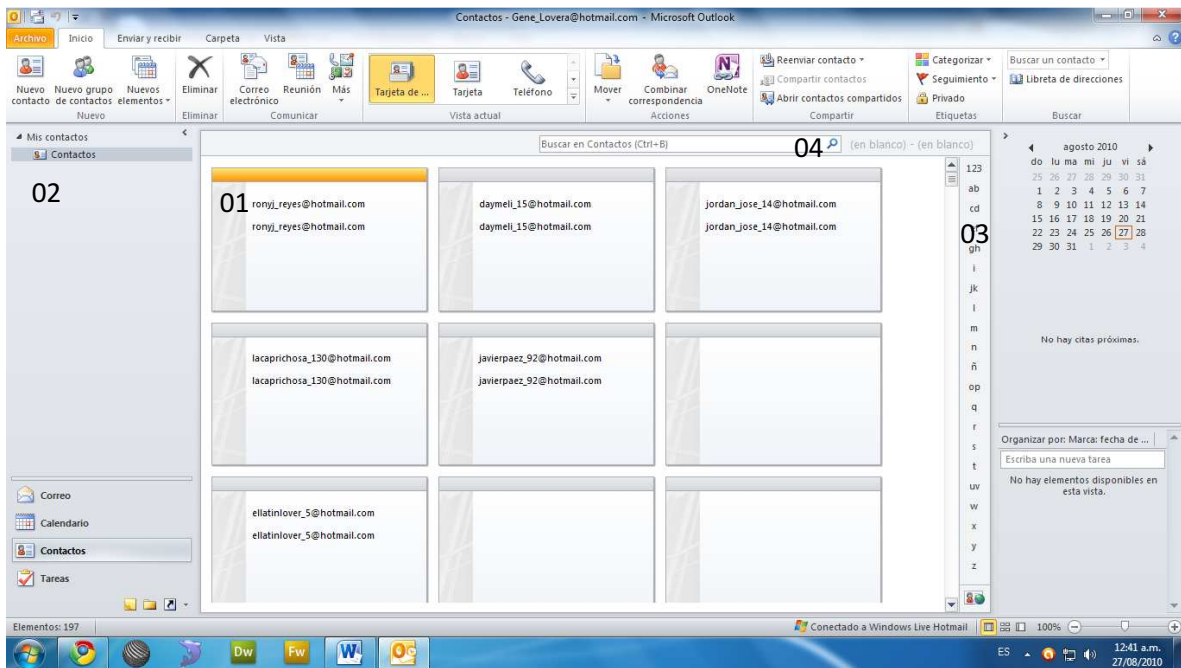 Contactos - Gene_Lovera@hotmail.com - Microsoft Outlook
Archivo Inicio Enviar y recibir Carpeta Vista
Nuevo contacto
Nuevo grupo de contactos
Nuevos elementos
Nuevo
Eliminar
Eliminar
Correo electrónico
Reunión
Más
Comunicar
Tarjeta de ...
Tarjeta
Teléfono
Vista actual
Mover
Combinar correspondencia
OneNote
Acciones
Reenviar contacto
Compartir contactos
Abrir contactos compartidos
Compartir
Categorizar
Seguimiento
Privado
Etiquetas
Buscar un contacto
Libreta de direcciones
Buscar
Mis contactos
Contactos
02
Buscar en Contactos (Ctrl+B)
04
(en blanco) - (en blanco)
01
ronyj_reyes@hotmail.com
ronyj_reyes@hotmail.com
daymeli_15@hotmail.com
daymeli_15@hotmail.com
jordan_jose_14@hotmail.com
jordan_jose_14@hotmail.com
lacaprichosa_130@hotmail.com
lacaprichosa_130@hotmail.com
javierpaez_92@hotmail.com
javierpaez_92@hotmail.com
ellatinlover_5@hotmail.com
ellatinlover_5@hotmail.com
123
ab
cd
03
gh
i
jk
l
m
n
ñ
op
q
r
s
t
uv
w
x
y
z
agosto 2010
do lu ma mi ju vi sá
25 26 27 28 29 30 31
1 2 3 4 5 6 7
8 9 10 11 12 13 14
15 16 17 18 19 20 21
22 23 24 25 26 27 28
29 30 31 1 2 3 4
No hay citas próximas.
Organizar por: Marca: fecha de ...
Escriba una nueva tarea
No hay elementos disponibles en
esta vista.
Correo
Calendario
Contactos
Tareas
Elementos: 197
Conectado a Windows Live Hotmail
100%
Dw
Fw
W
ES
12:41 a.m.
27/08/2010